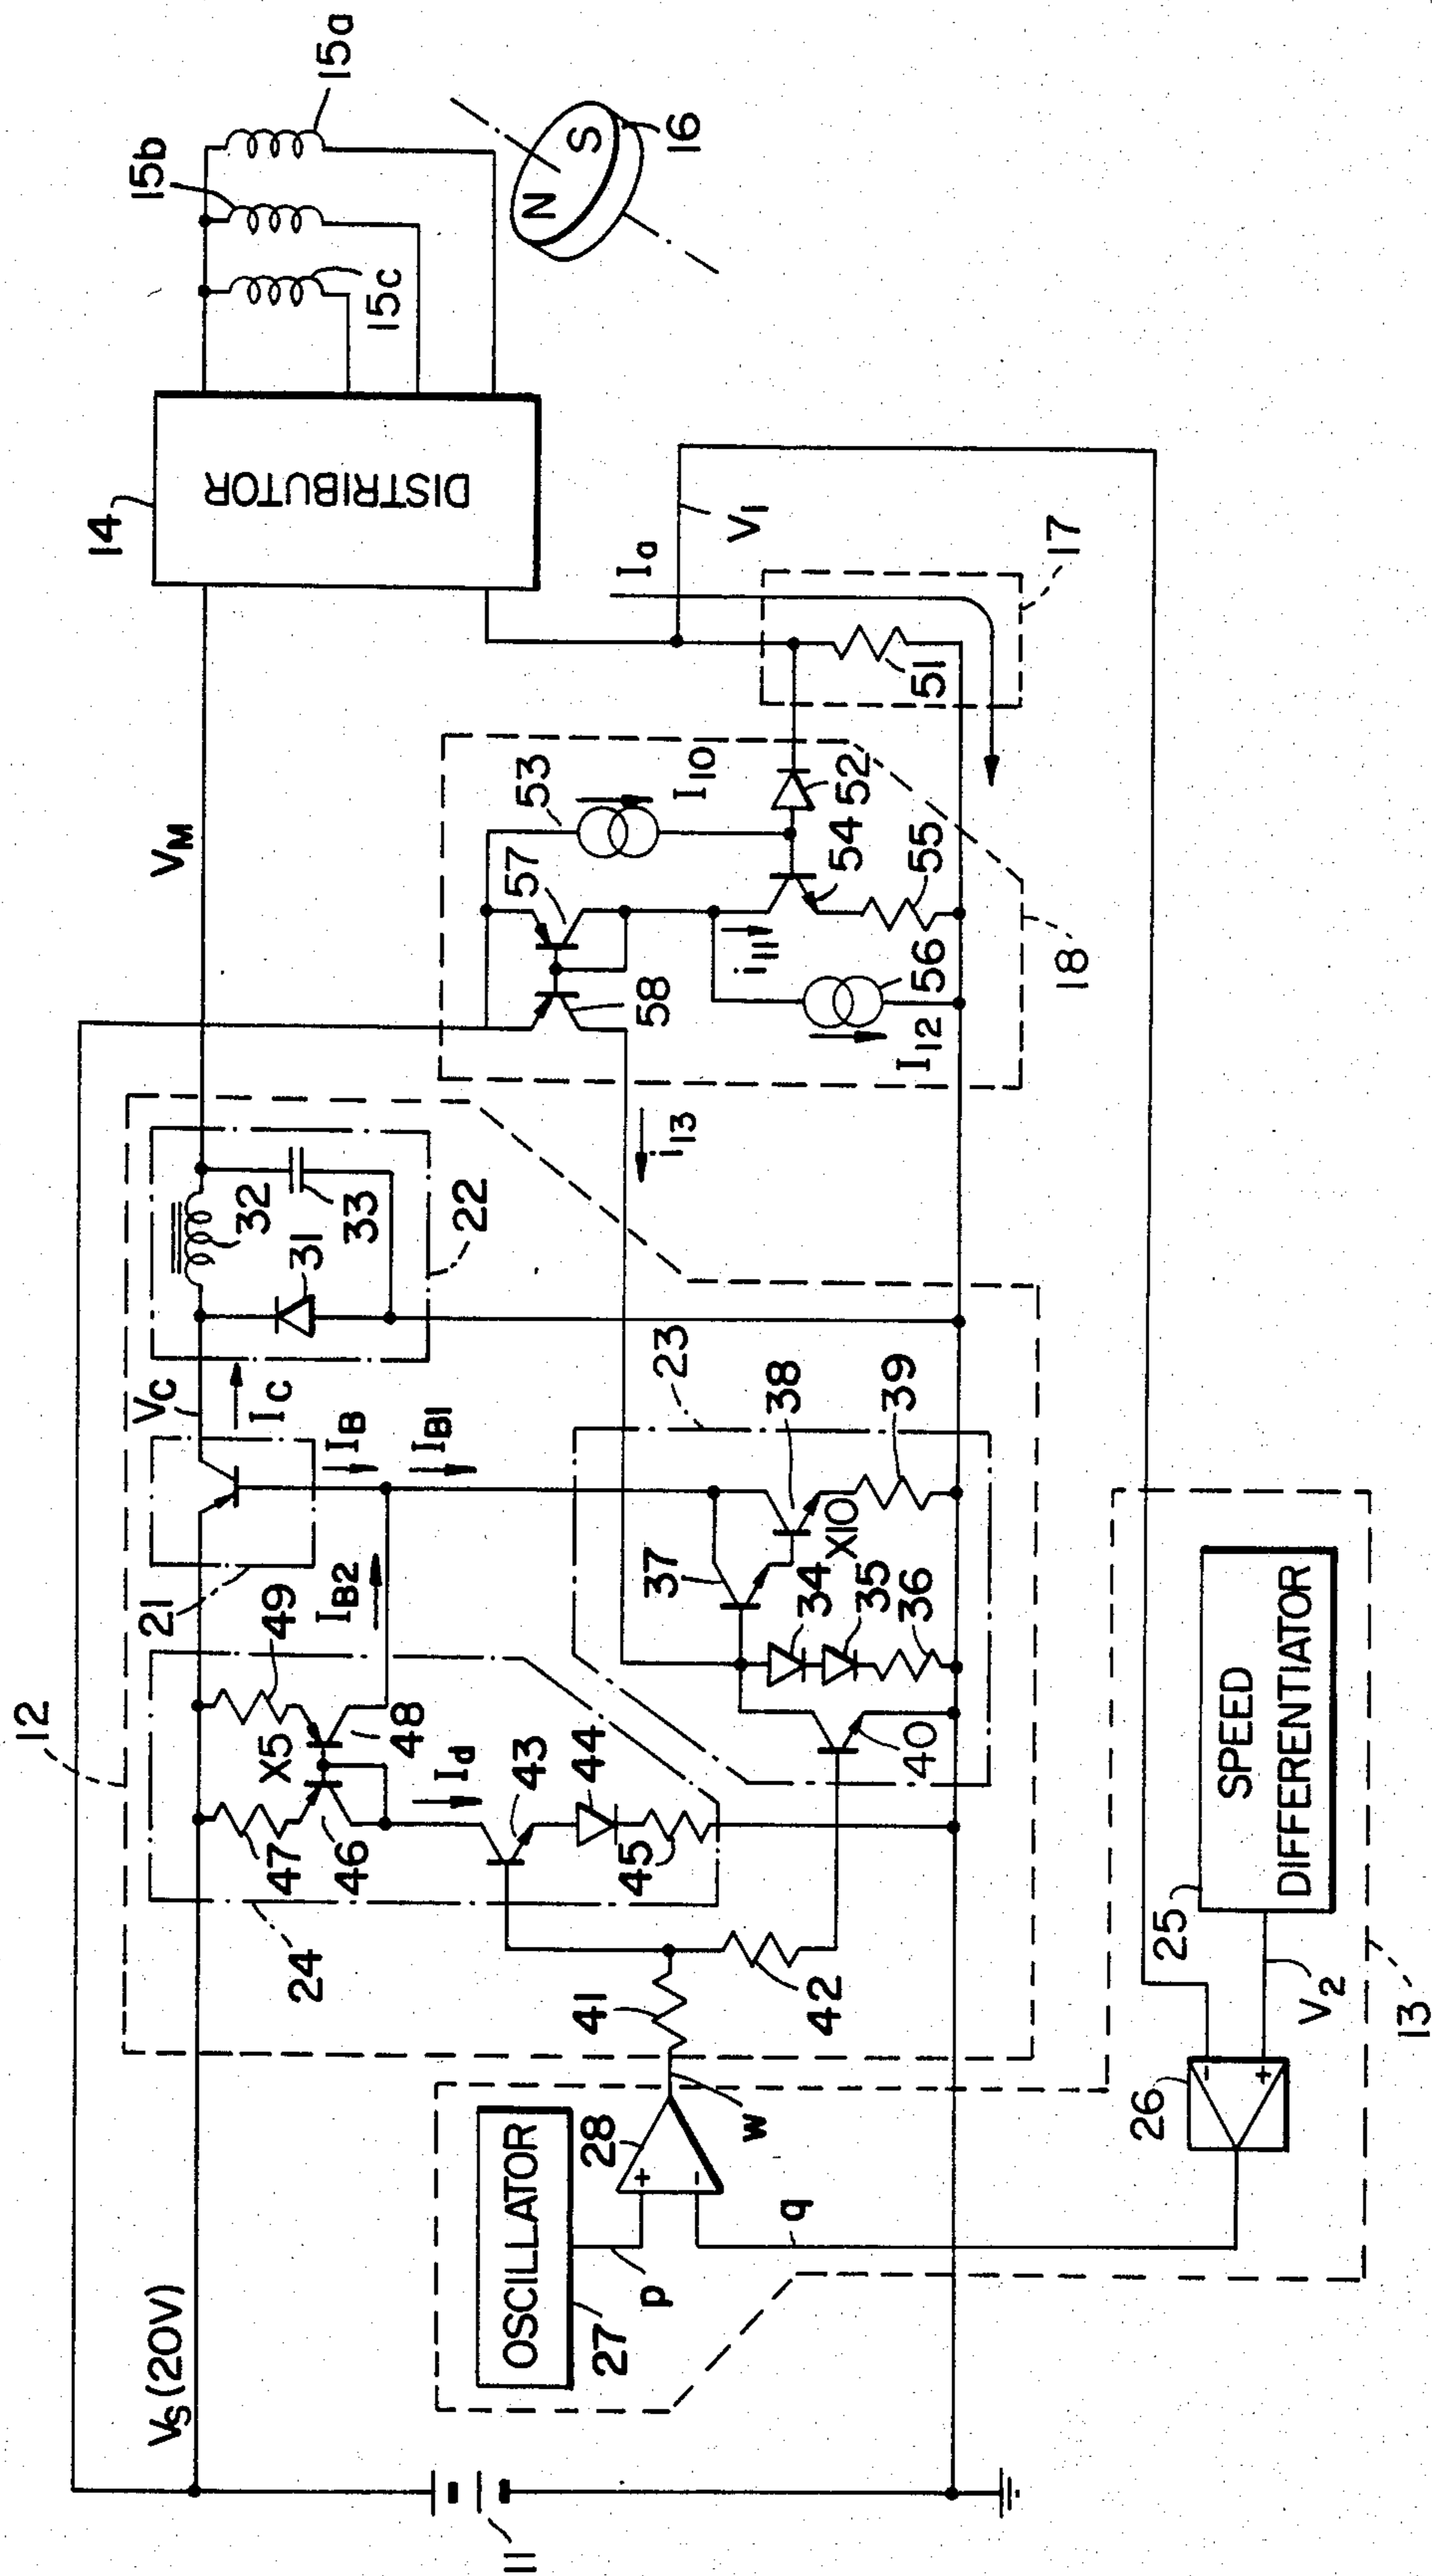 12
14
15b
15a
15c
N
S
16
DISTRIBUTOR
VS (20V)
VC
VM
IC
21
IB
IB1
IB2
47
X5
49
46
48
Id
24
43
44
45
31
32
33
22
23
37
38
X10
39
34
35
36
40
41
42
i13
58
57
53
I10
52
54
55
i11
56
I12
18
Ia
V1
51
17
11
OSCILLATOR
27
28
+
-
p
q
w
26
-
+
25
SPEED
DIFFERENTIATOR
V2
13